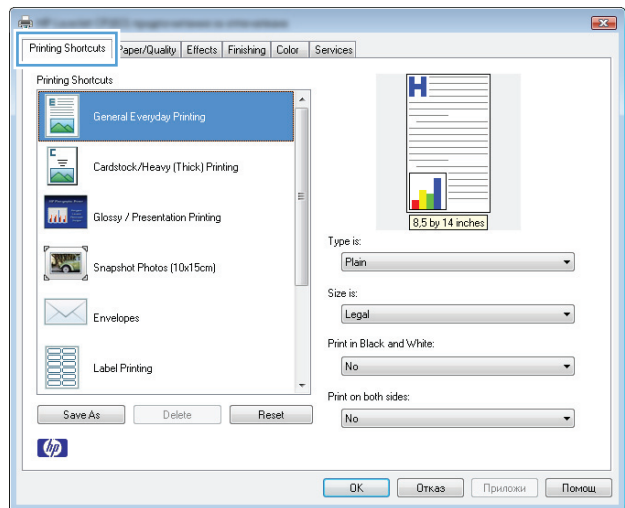 Printing Shortcuts Paper/Quality Effects Finishing Color Services
Printing Shortcuts
General Everyday Printing
Cardstock/Heavy (Thick) Printing
Glossy / Presentation Printing
Snapshot Photos (10x15cm)
Envelopes
Label Printing
Save As Delete Reset
hp
8,5 by 14 inches
Type is:
Plain
Size is:
Legal
Print in Black and White:
No
Print on both sides:
No
OK Отказ Приложи Помощ